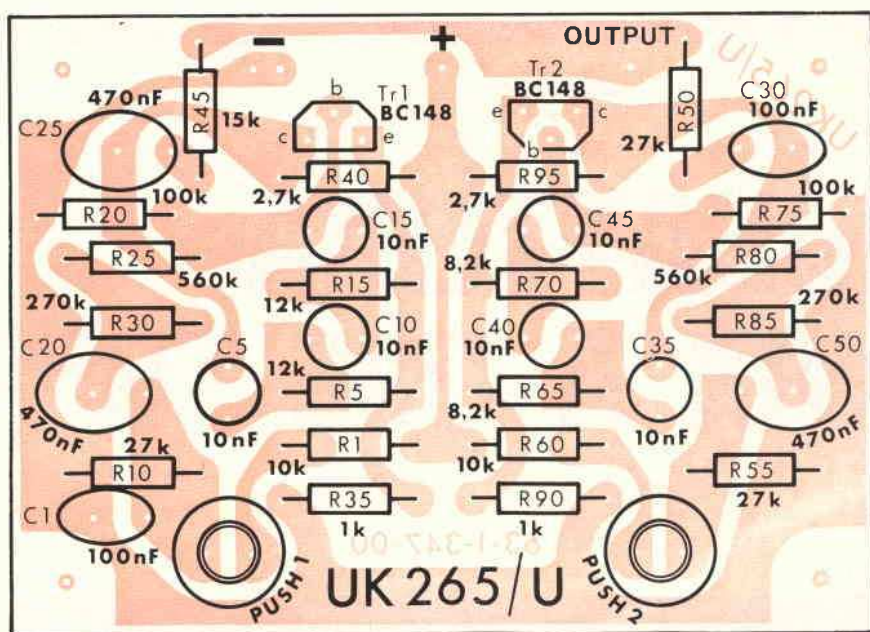 OUTPUT
Tr1
BC148
b
c
e
Tr2
BC148
e
c
b
470nF
C25
R45
15k
R50
27k
C30
100nF
R40
2,7k
R95
2,7k
100k
R20
C15
10nF
C45
10nF
100k
R75
R25
560k
R15
12k
8,2k
R70
R80
560k
270k
R30
C10
10nF
C40
10nF
270k
R85
C20
470nF
C5
10nF
12k
R5
R65
8,2k
C35
10nF
C50
470nF
27k
R10
R1
10k
R60
10k
R55
27k
C1
100nF
R35
1k
R90
1k
63-1-347-00
PUSH 1
UK 265/U
PUSH 2